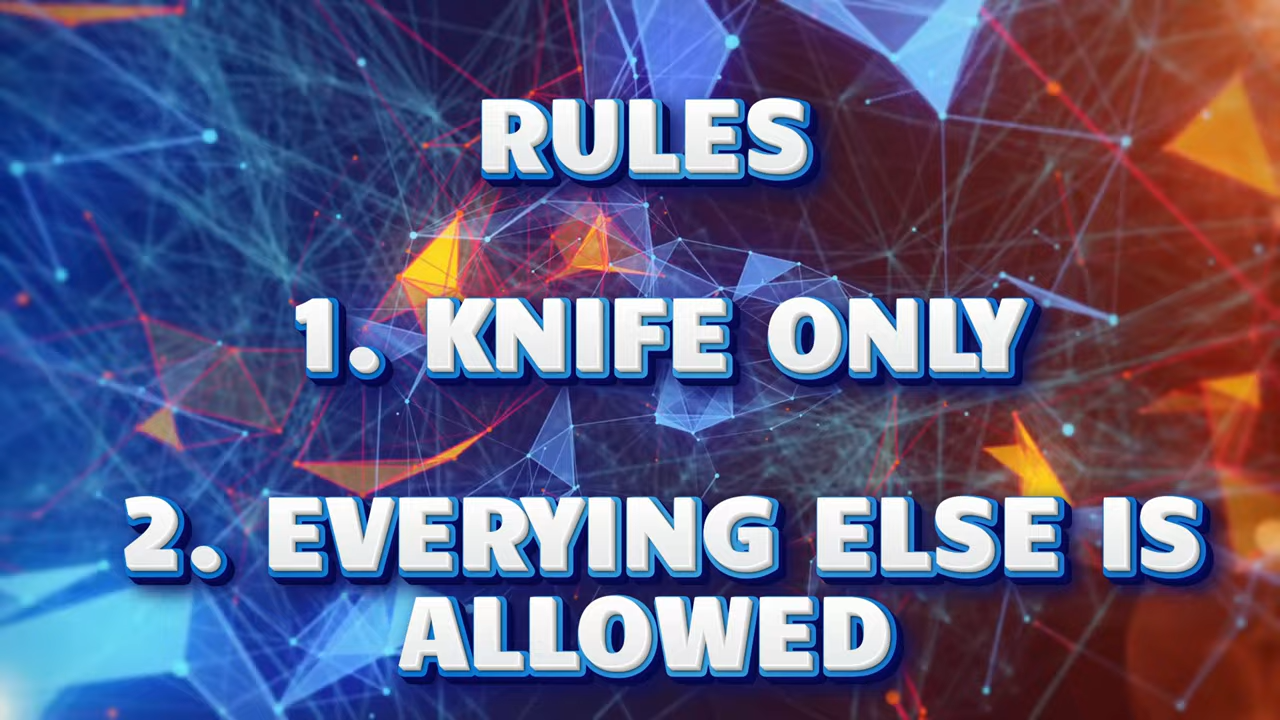 RULES
1. KNIFE ONLY
2. EVERYING ELSE IS
ALLOWED